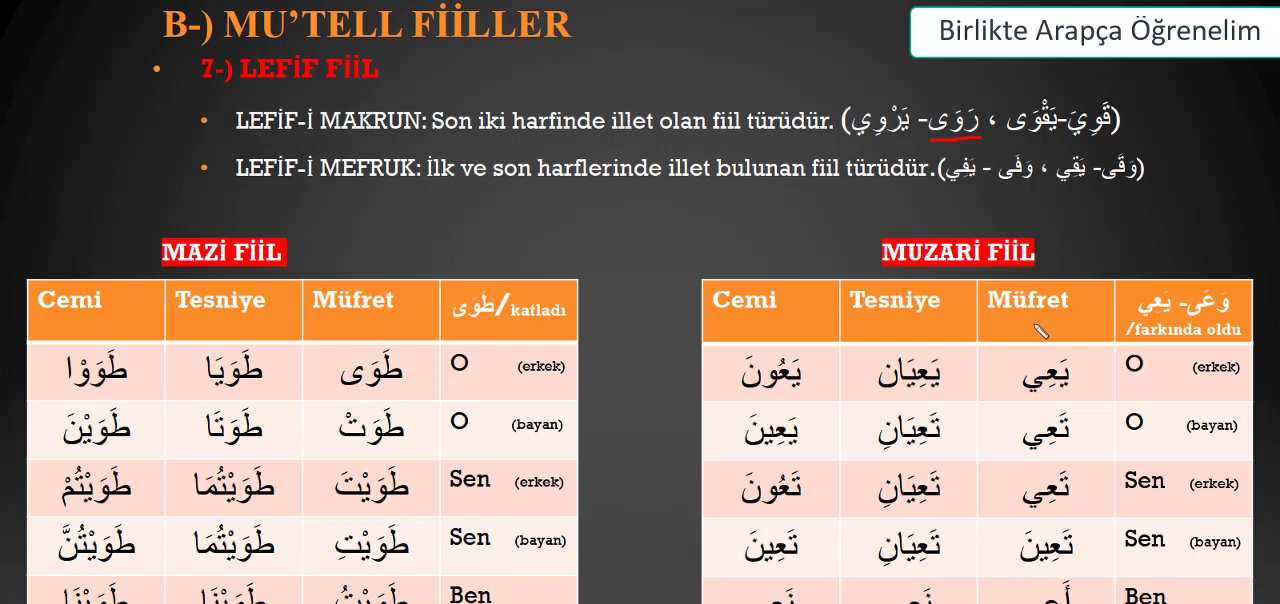 B-) MU’TELL FİİLLER
Birlikte Arapça Öğrenelim
• 7-) LEFİF FİİL
• LEFİF-İ MAKRUN: Son iki harfinde illet olan fiil türüdür. (قَوِيَ-يَقْوَى ، رَوَى- يَرْوِي)
• LEFİF-İ MEFRUK: İlk ve son harflerinde illet bulunan fiil türüdür.(وَقَى- يَقِي ، وَفَى - يَفِي)
MAZİ FİİL
Cemi Tesniye Müfret طَوَى/katladı
طَوَوْا طَوَيَا طَوَى O (erkek)
طَوَيْنَ طَوَتَا طَوَتْ O (bayan)
طَوَيْتُمْ طَوَيْتُمَا طَوَيْتَ Sen (erkek)
طَوَيْتُنَّ طَوَيْتُمَا طَوَيْتِ Sen (bayan)
طَوَيْنَا طَوَيْنَا طَوَيْتُ Ben
MUZARİ FİİL
Cemi Tesniye Müfret وَعَى- يَعِي
/farkında oldu
يَعُونَ يَعِيَان يَعِي O (erkek)
يَعِينَ تَعِيَانِ تَعِي O (bayan)
تَعُونَ تَعِيَانِ تَعِي Sen (erkek)
تَعِينَ تَعِيَانِ تَعِينَ Sen (bayan)
نَعِي نَعِي أَعِي Ben